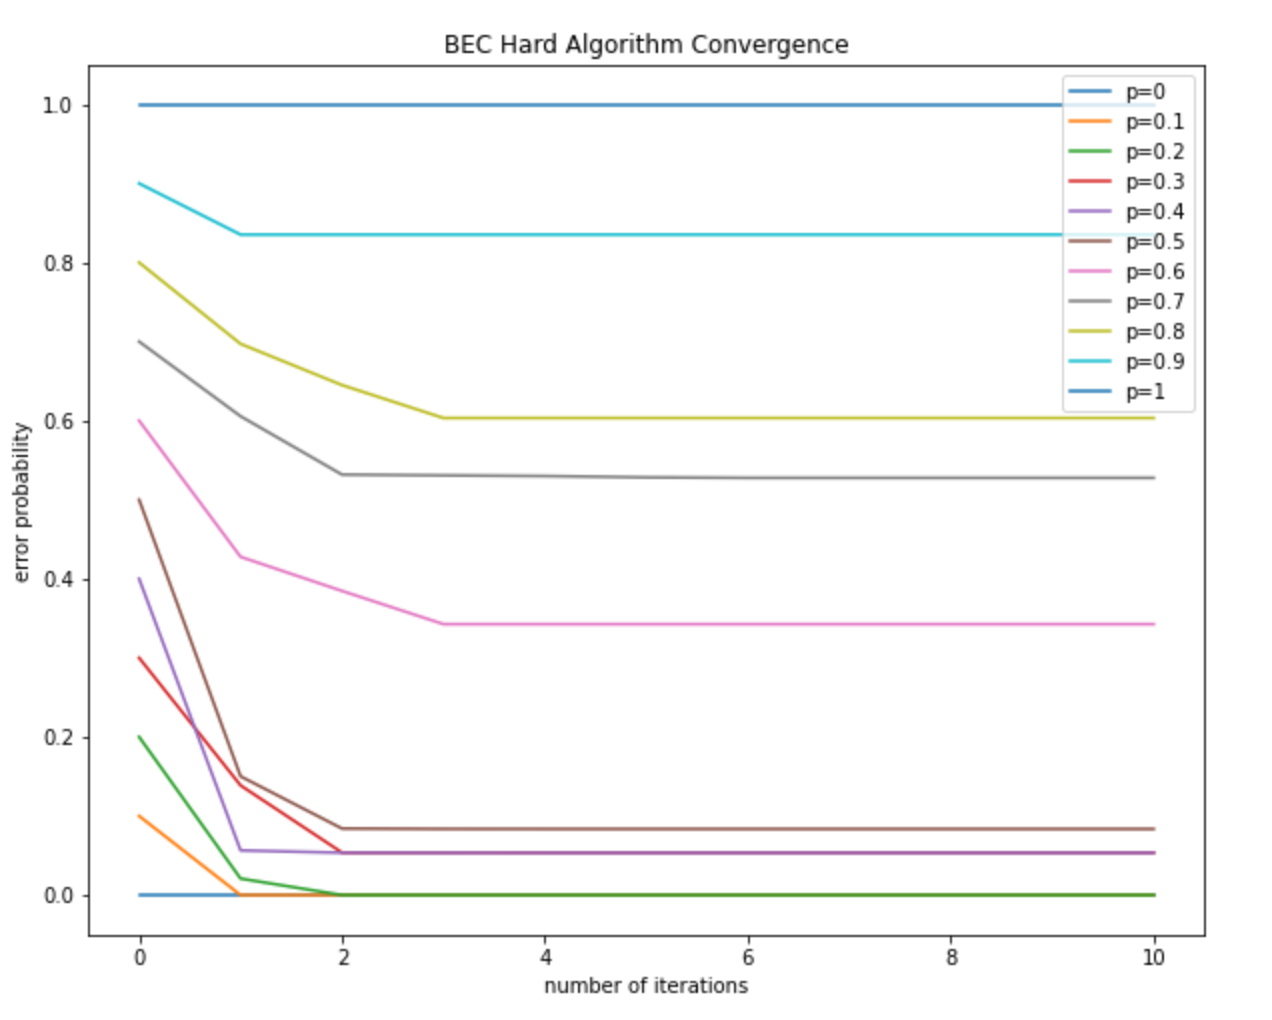 BEC Hard Algorithm Convergence
1.0
0.8
0.6
0.4
0.2
0.0
error probability
0 2 4 6 8 10
number of iterations
p=0
p=0.1
p=0.2
p=0.3
p=0.4
p=0.5
p=0.6
p=0.7
p=0.8
p=0.9
p=1